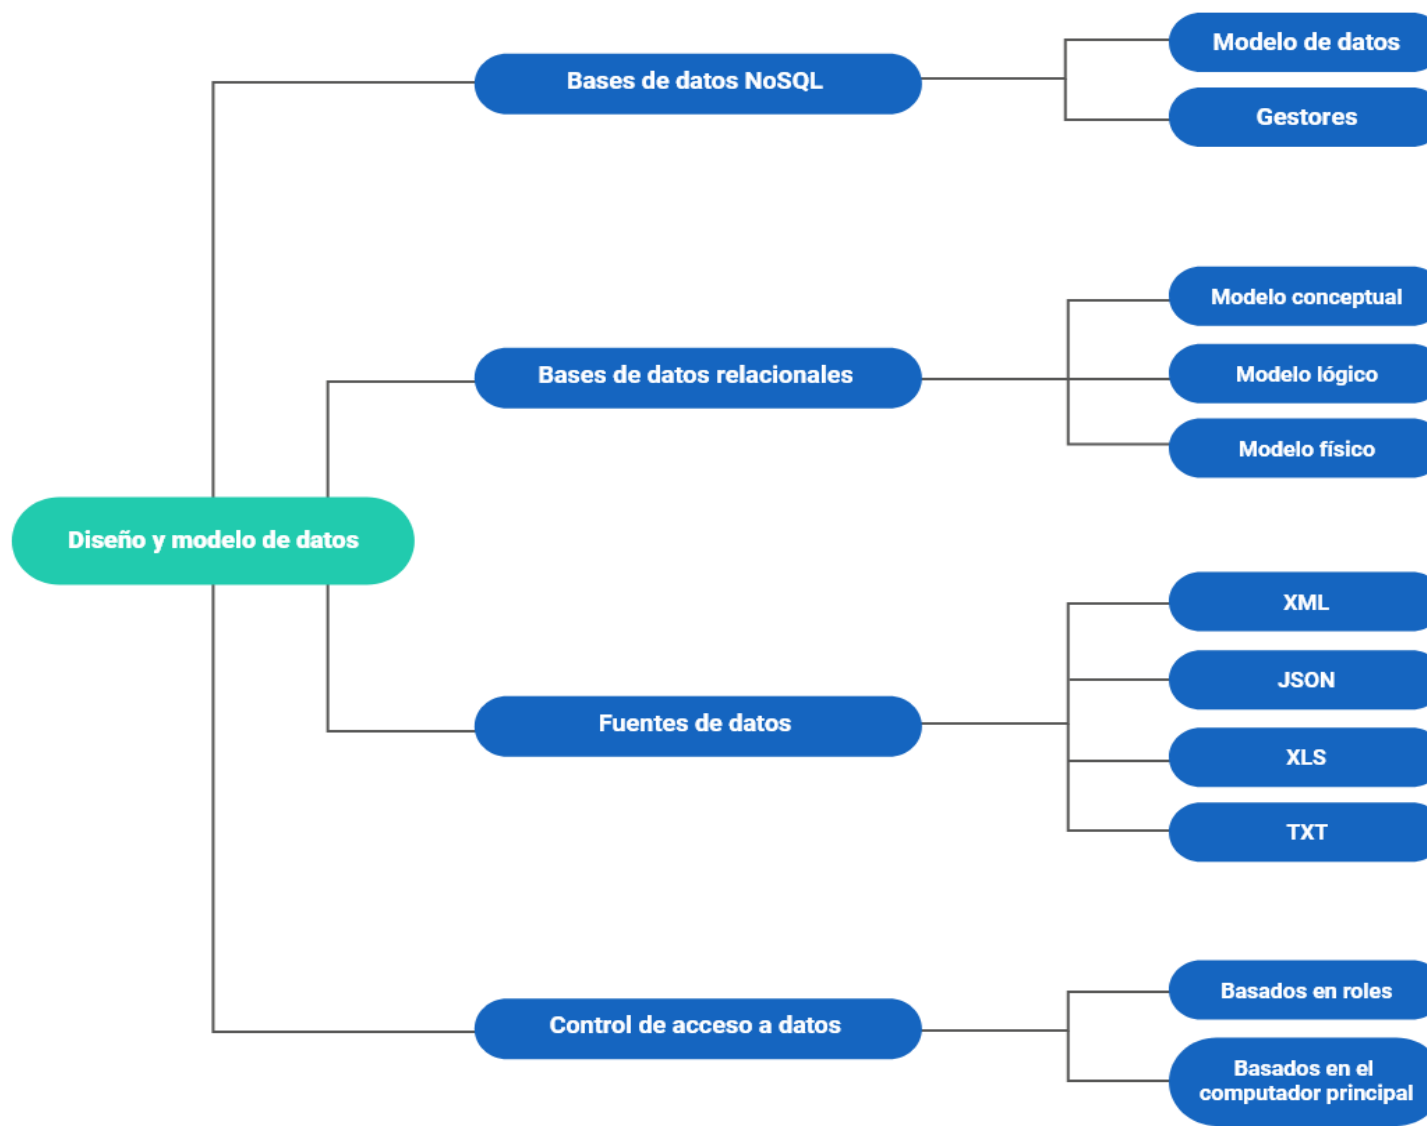 Diseño y modelo de datos
Bases de datos NoSQL
Modelo de datos
Gestores
Bases de datos relacionales
Modelo conceptual
Modelo lógico
Modelo físico
Fuentes de datos
XML
JSON
XLS
TXT
Control de acceso a datos
Basados en roles
Basados en el
computador principal